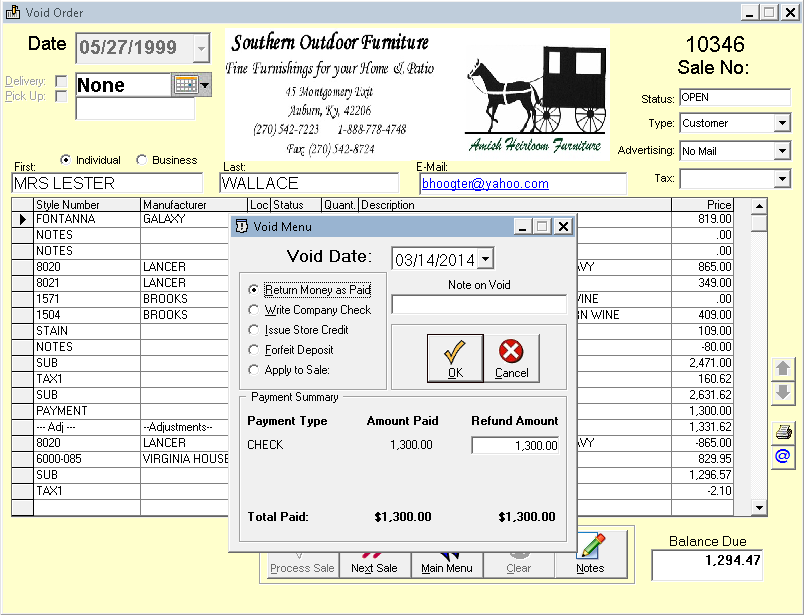 Void Order
Date 05/27/1999
Delivery:
Pick Up:
None
Southern Outdoor Furniture
Fine Furnishings for your Home & Patio
45 Montgomery Exit
Auburn, Ky, 42206
(270) 542-7223 1-888-778-4748
Fax: (270) 542-8724
Amish Heirloom Furniture
10346
Sale No:
Status: OPEN
Type: Customer
Advertising: No Mail
Tax:
Individual Business
First: Last: E-Mail:
MRS LESTER WALLACE bhoogter@yahoo.com
Style Number Manufacturer Loc Status Quant. Description Price
FONTANNA GALAXY 819.00
NOTES .00
NOTES .00
8020 LANCER AVY 865.00
8021 LANCER 349.00
1571 BROOKS VINE .00
1504 BROOKS RN WINE 409.00
STAIN 109.00
NOTES -80.00
SUB 2,471.00
TAX1 160.62
SUB 2,631.62
PAYMENT 1,300.00
--- Adj --- --Adjustments-- 1,331.62
8020 LANCER AVY -865.00
6000-085 VIRGINIA HOUSE 829.95
SUB 1,296.57
TAX1 -2.10
Void Menu
Void Date: 03/14/2014
Return Money as Paid
Write Company Check
Issue Store Credit
Forfeit Deposit
Apply to Sale:
Note on Void
OK Cancel
Payment Summary
Payment Type Amount Paid Refund Amount
CHECK 1,300.00 1,300.00
Total Paid: $1,300.00 $1,300.00
Process Sale Next Sale Main Menu Clear Notes
Balance Due
1,294.47